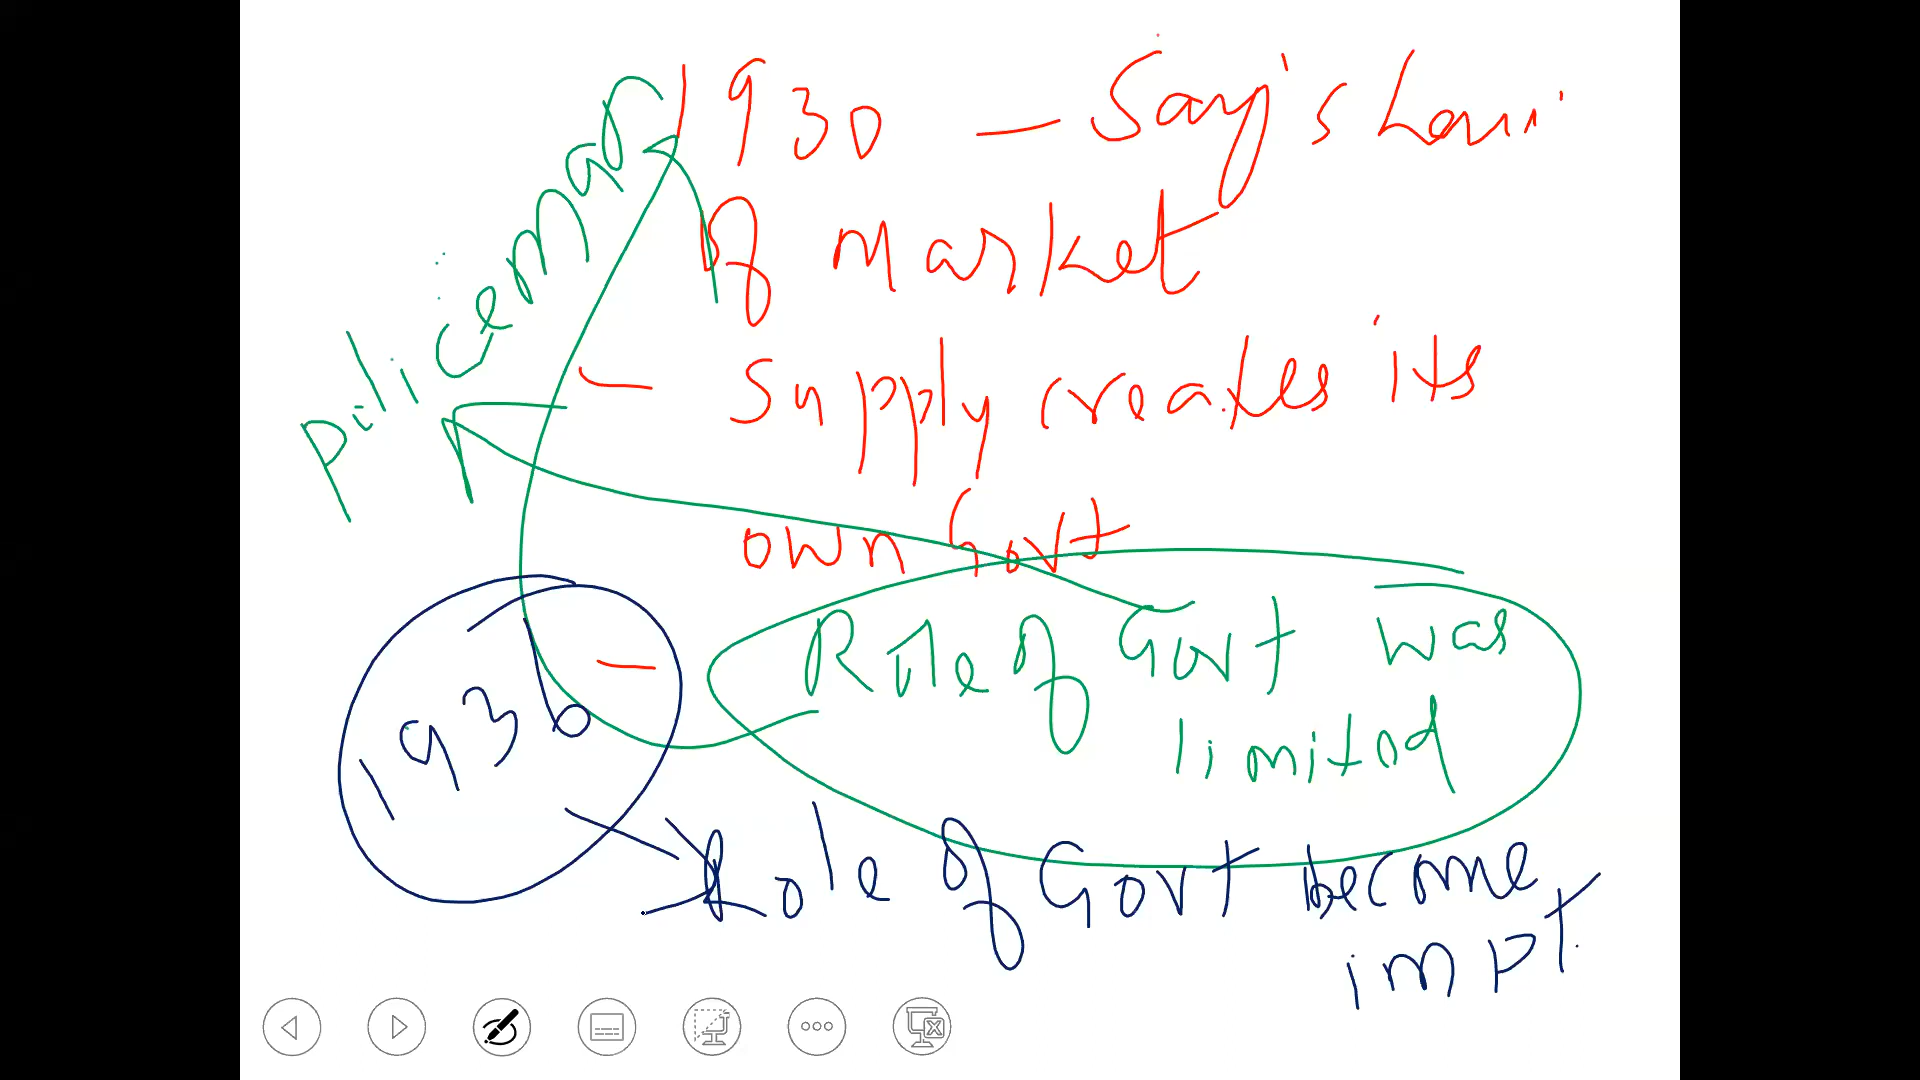 1930 - Say's Law
of market
- Supply creates its
own Govt
policeman
- Role of Govt was
limited
1930
Role of Govt become
impt.